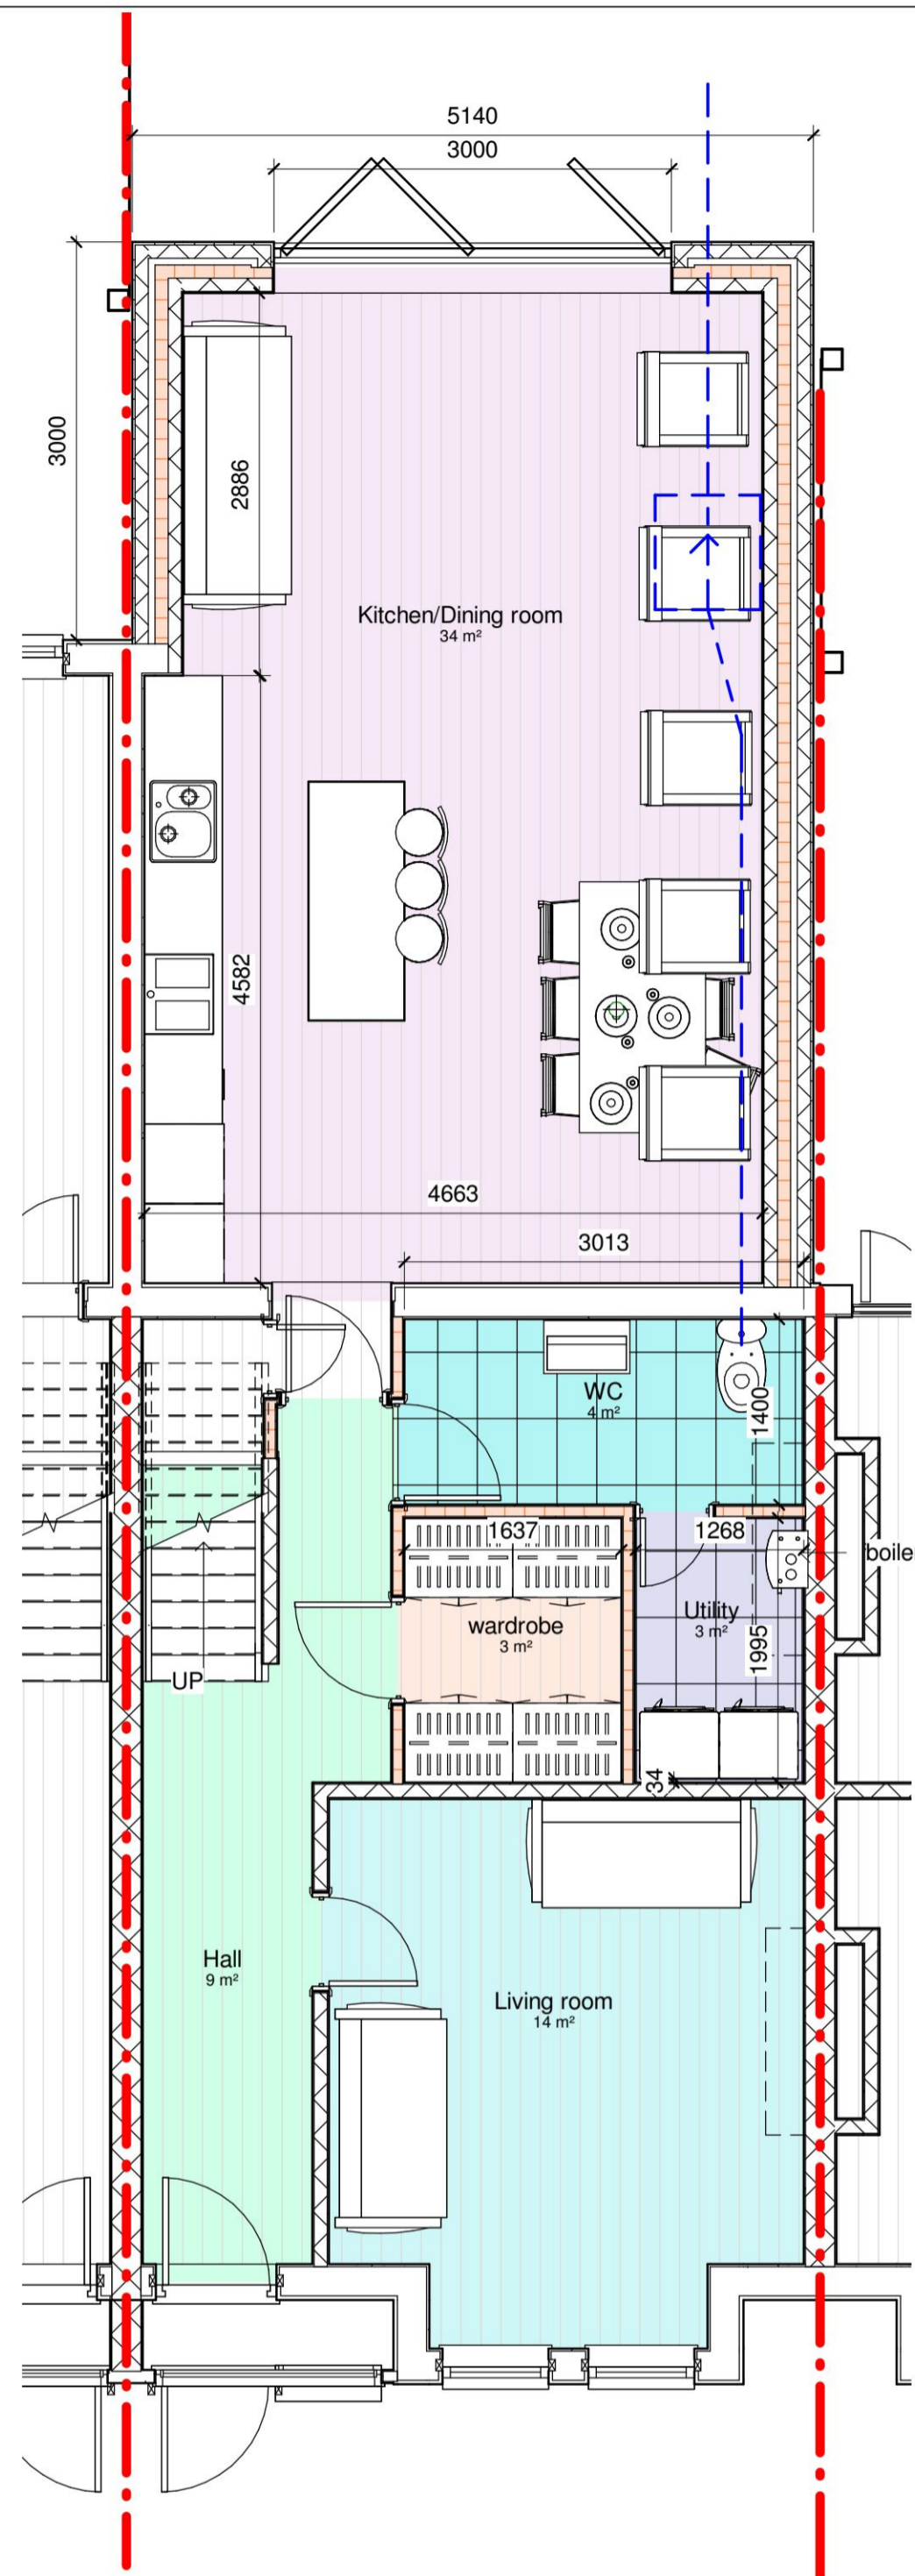 5140
3000
3000
2886
Kitchen/Dining room
34 m²
4582
4663
3013
WC
4 m²
1400
1637
1268
boile
wardrobe
3 m²
Utility
3 m²
1995
UP
34
Hall
9 m²
Living room
14 m²